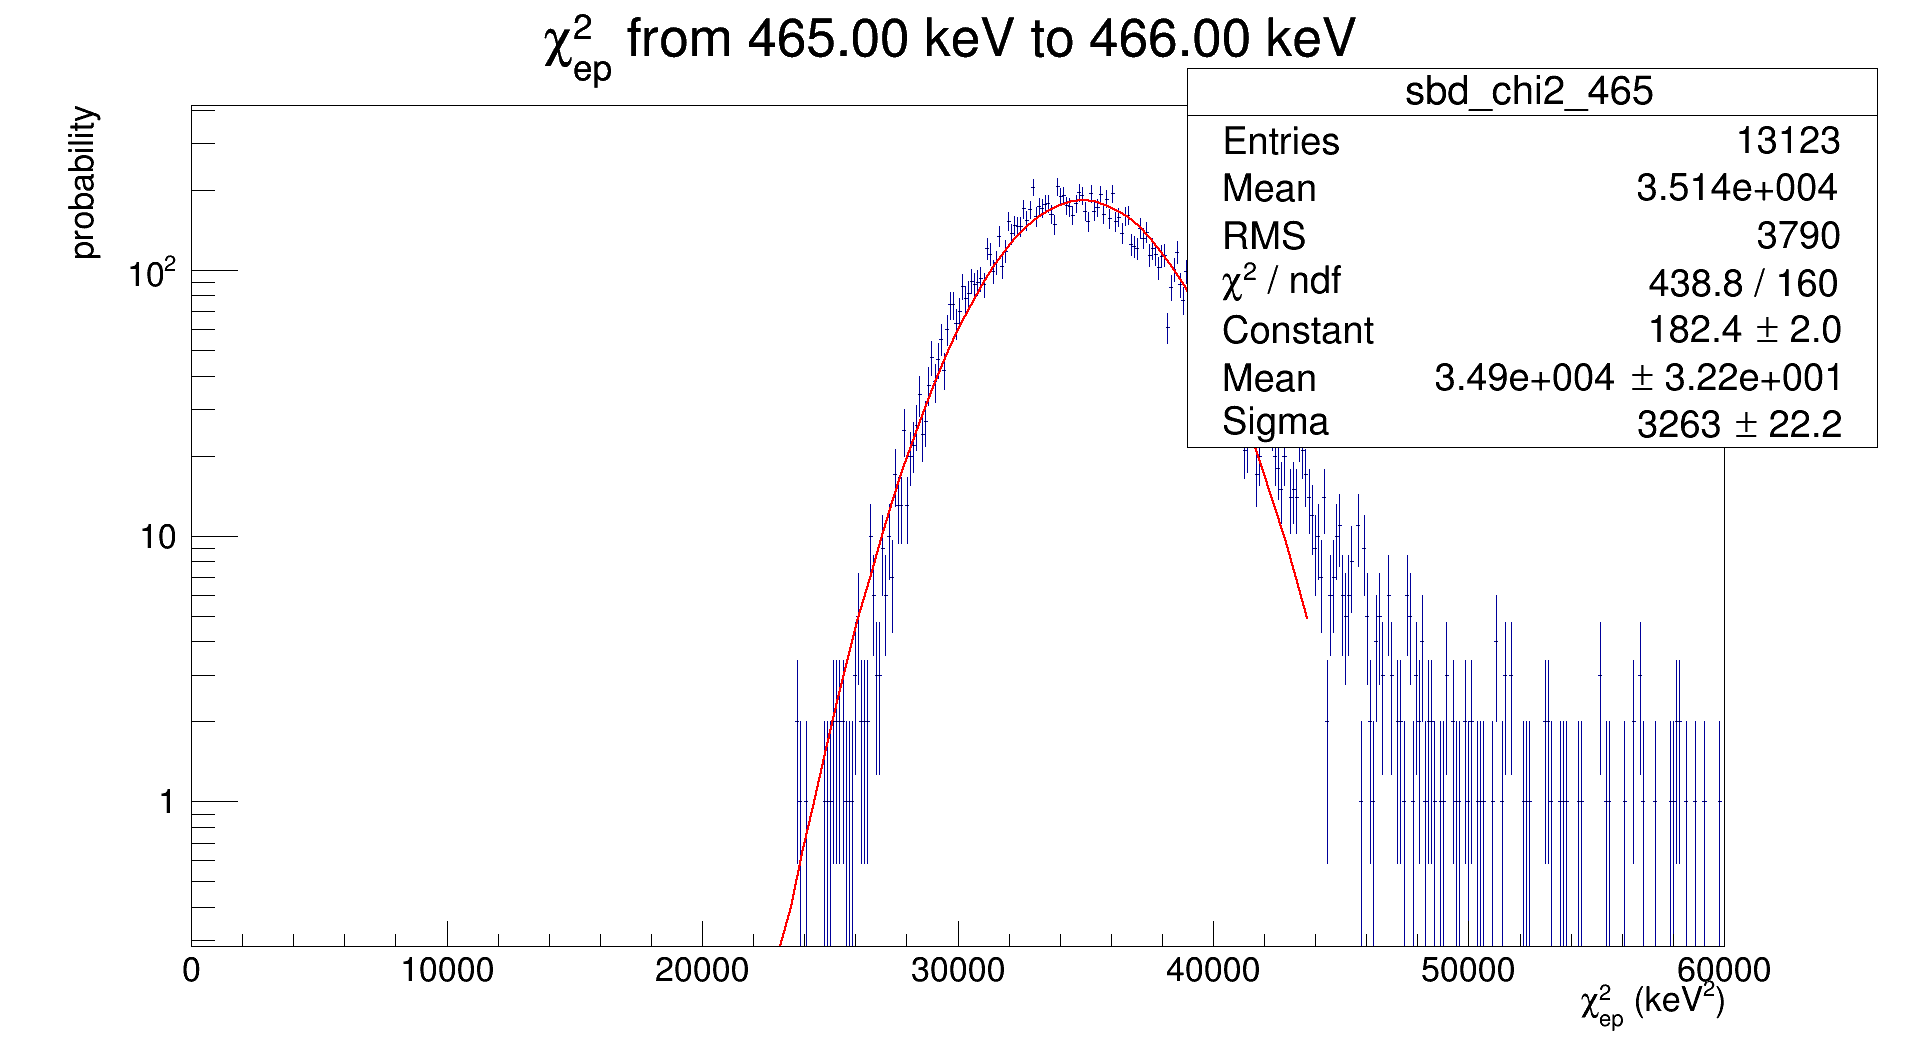 χ²ep from 465.00 keV to 466.00 keV
probability
sbd_chi2_465
Entries 13123
Mean 3.514e+004
RMS 3790
χ² / ndf 438.8 / 160
Constant 182.4 ± 2.0
Mean 3.49e+004 ± 3.22e+001
Sigma 3263 ± 22.2
10²
10
1
0 10000 20000 30000 40000 50000 60000
χ²ep (keV²)